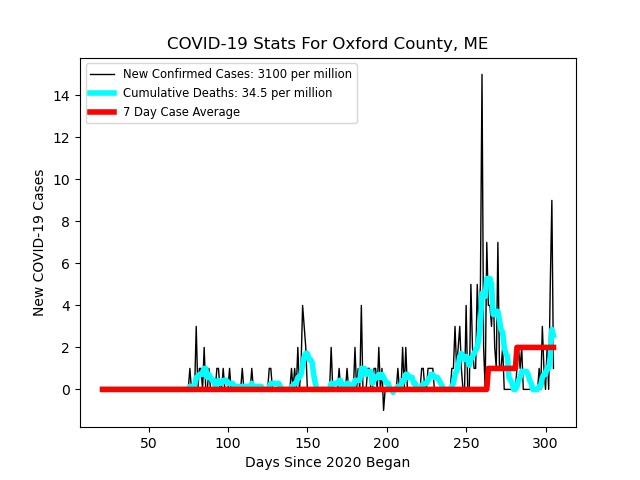 COVID-19 Stats For Oxford County, ME
New Confirmed Cases: 3100 per million
Cumulative Deaths: 34.5 per million
7 Day Case Average
New COVID-19 Cases
14
12
10
8
6
4
2
0
50 100 150 200 250 300
Days Since 2020 Began